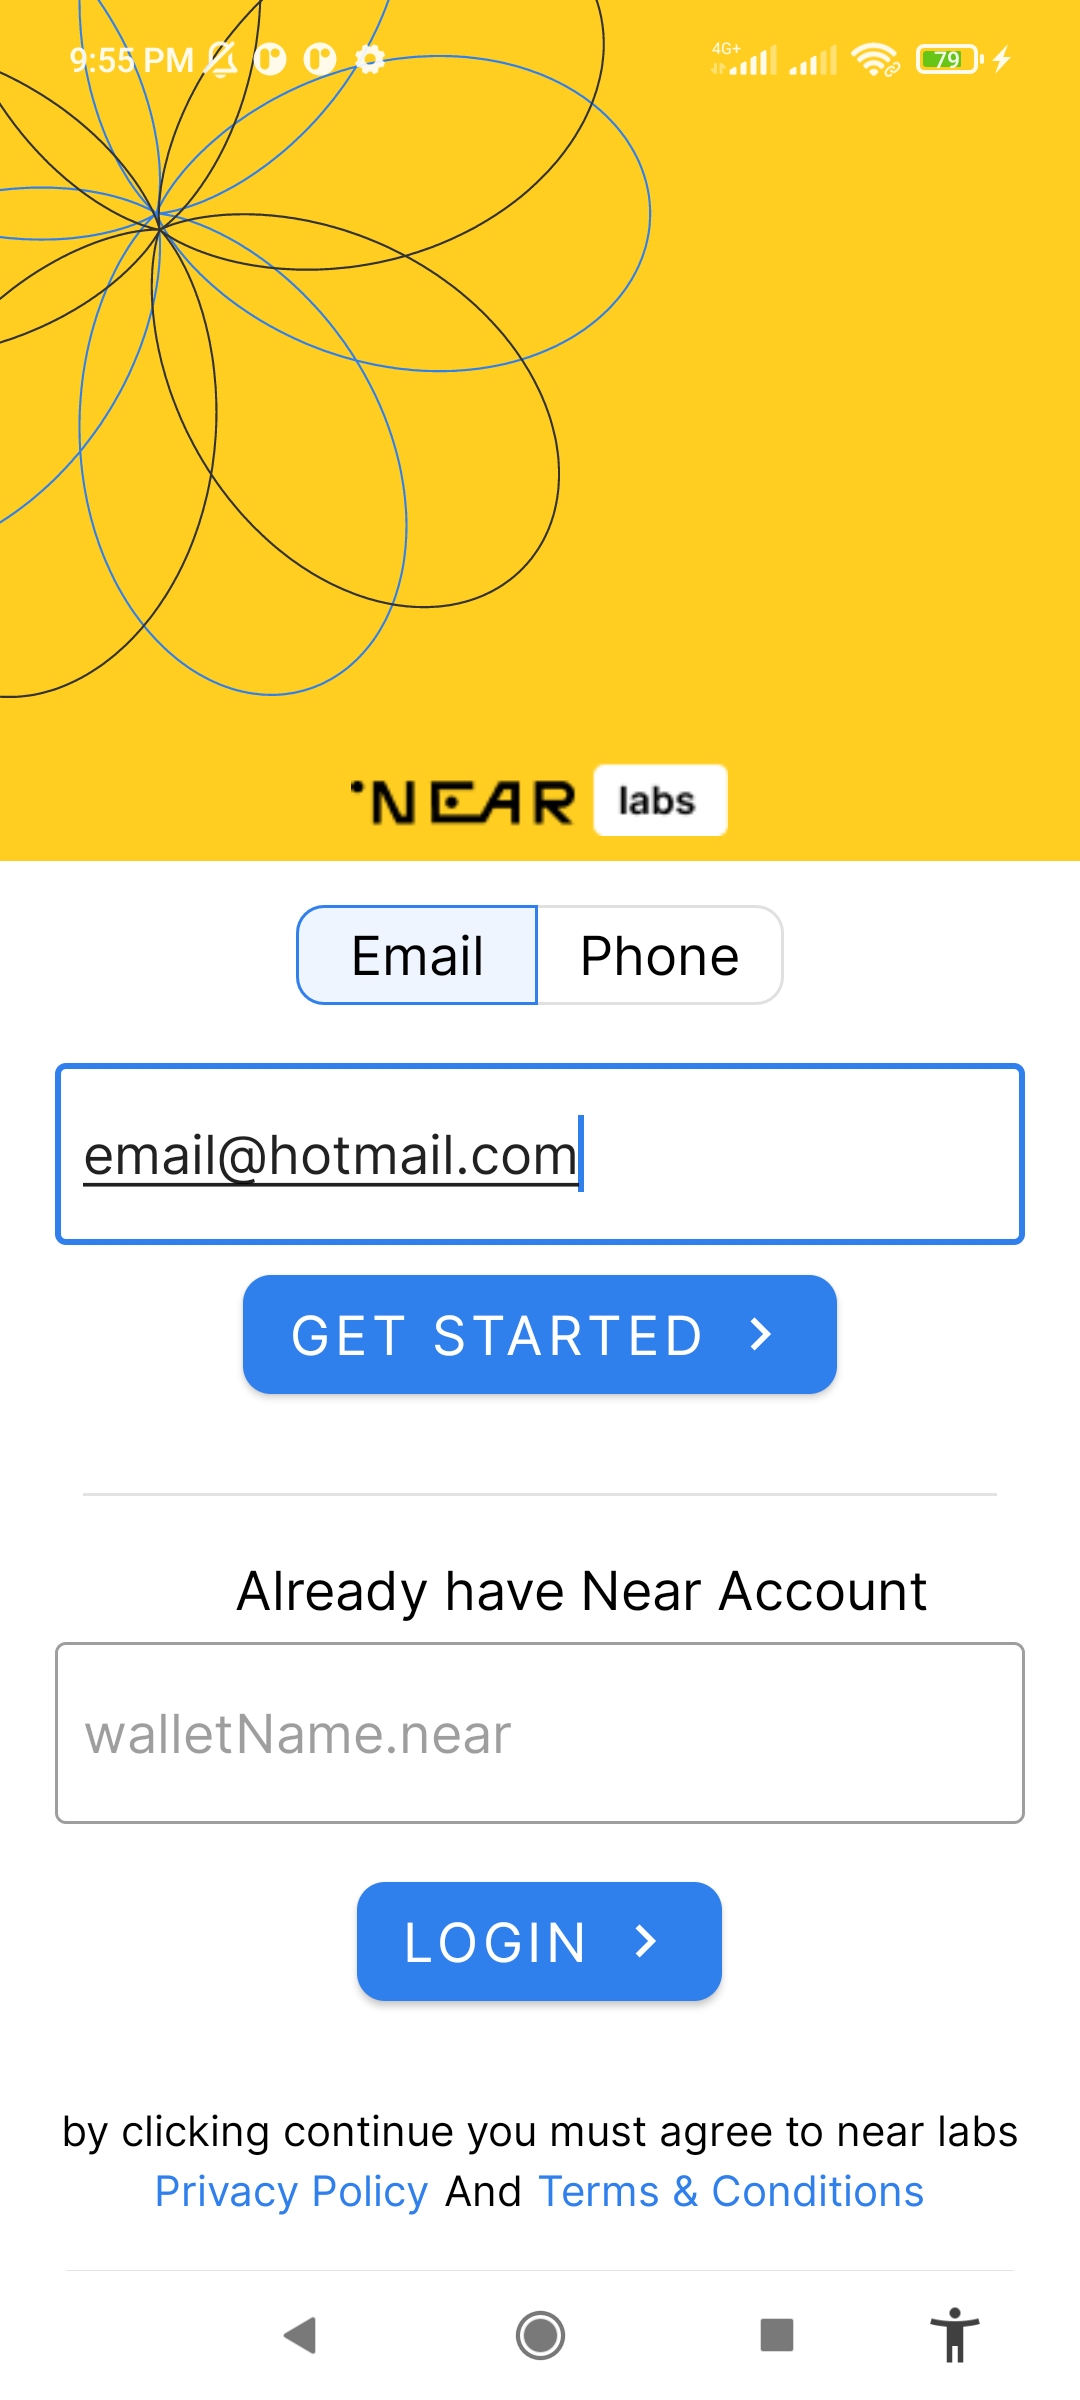 9:55 PM 4G+ 79
NEAR labs
Email Phone
email@hotmail.com
GET STARTED
Already have Near Account
walletName.near
LOGIN
by clicking continue you must agree to near labs
Privacy Policy And Terms & Conditions